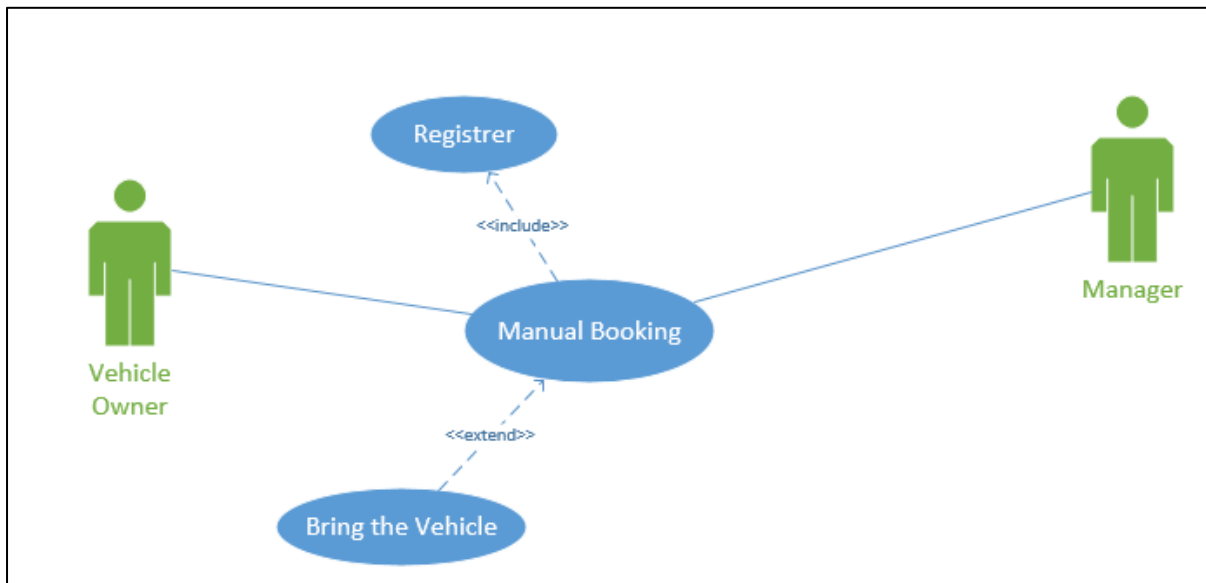 Registrer
<<include>>
Manager
Manual Booking
Vehicle
Owner
<<extend>>
Bring the Vehicle